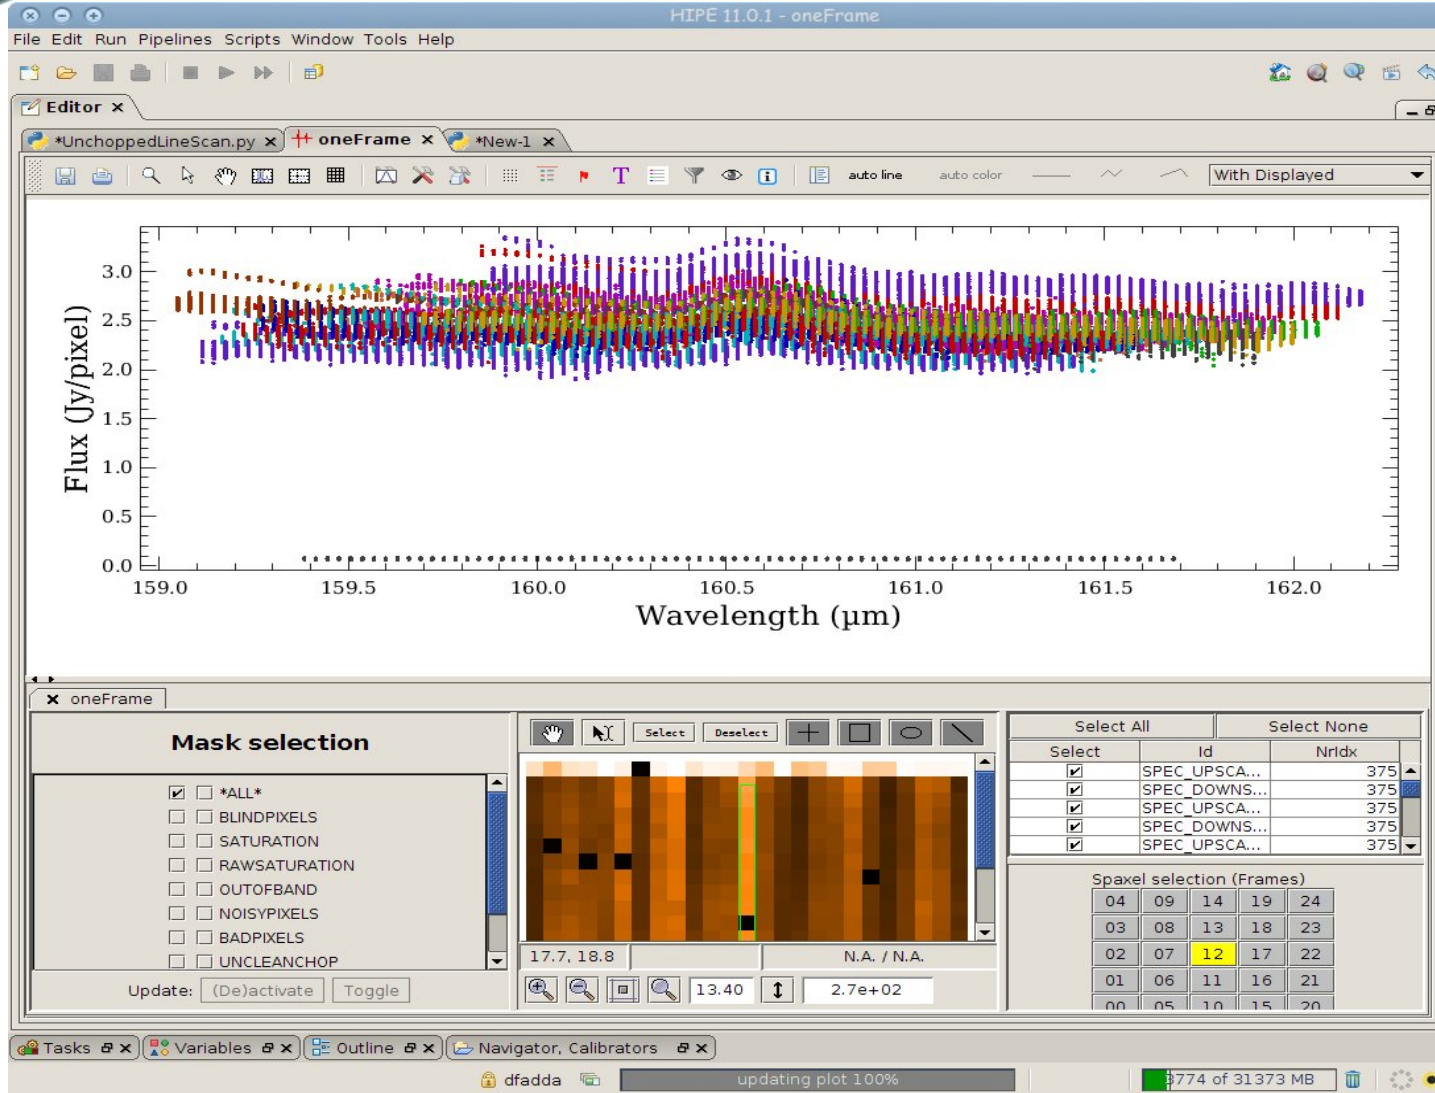 HIPE 11.0.1 - oneFrame
File Edit Run Pipelines Scripts Window Tools Help
Editor
*UnchoppedLineScan.py oneFrame *New-1
T auto line auto color With Displayed
3.0
2.5
2.0
1.5
1.0
0.5
0.0
Flux (Jy/pixel)
159.0 159.5 160.0 160.5 161.0 161.5 162.0
Wavelength (µm)
oneFrame
Mask selection
*ALL*
BLINDPIXELS
SATURATION
RAWSATURATION
OUTOFBAND
NOISYPIXELS
BADPIXELS
UNCLEANCHOP
Update: (De)activate Toggle
Select Deselect
17.7, 18.8 N.A. / N.A.
13.40 2.7e+02
Select All Select None
Select Id NrIdx
SPEC_UPSCA... 375
SPEC_DOWNS... 375
SPEC_UPSCA... 375
SPEC_DOWNS... 375
SPEC_UPSCA... 375
Spaxel selection (Frames)
04 09 14 19 24
03 08 13 18 23
02 07 12 17 22
01 06 11 16 21
00 05 10 15 20
Tasks Variables Outline Navigator, Calibrators
dfadda updating plot 100% 3774 of 31373 MB